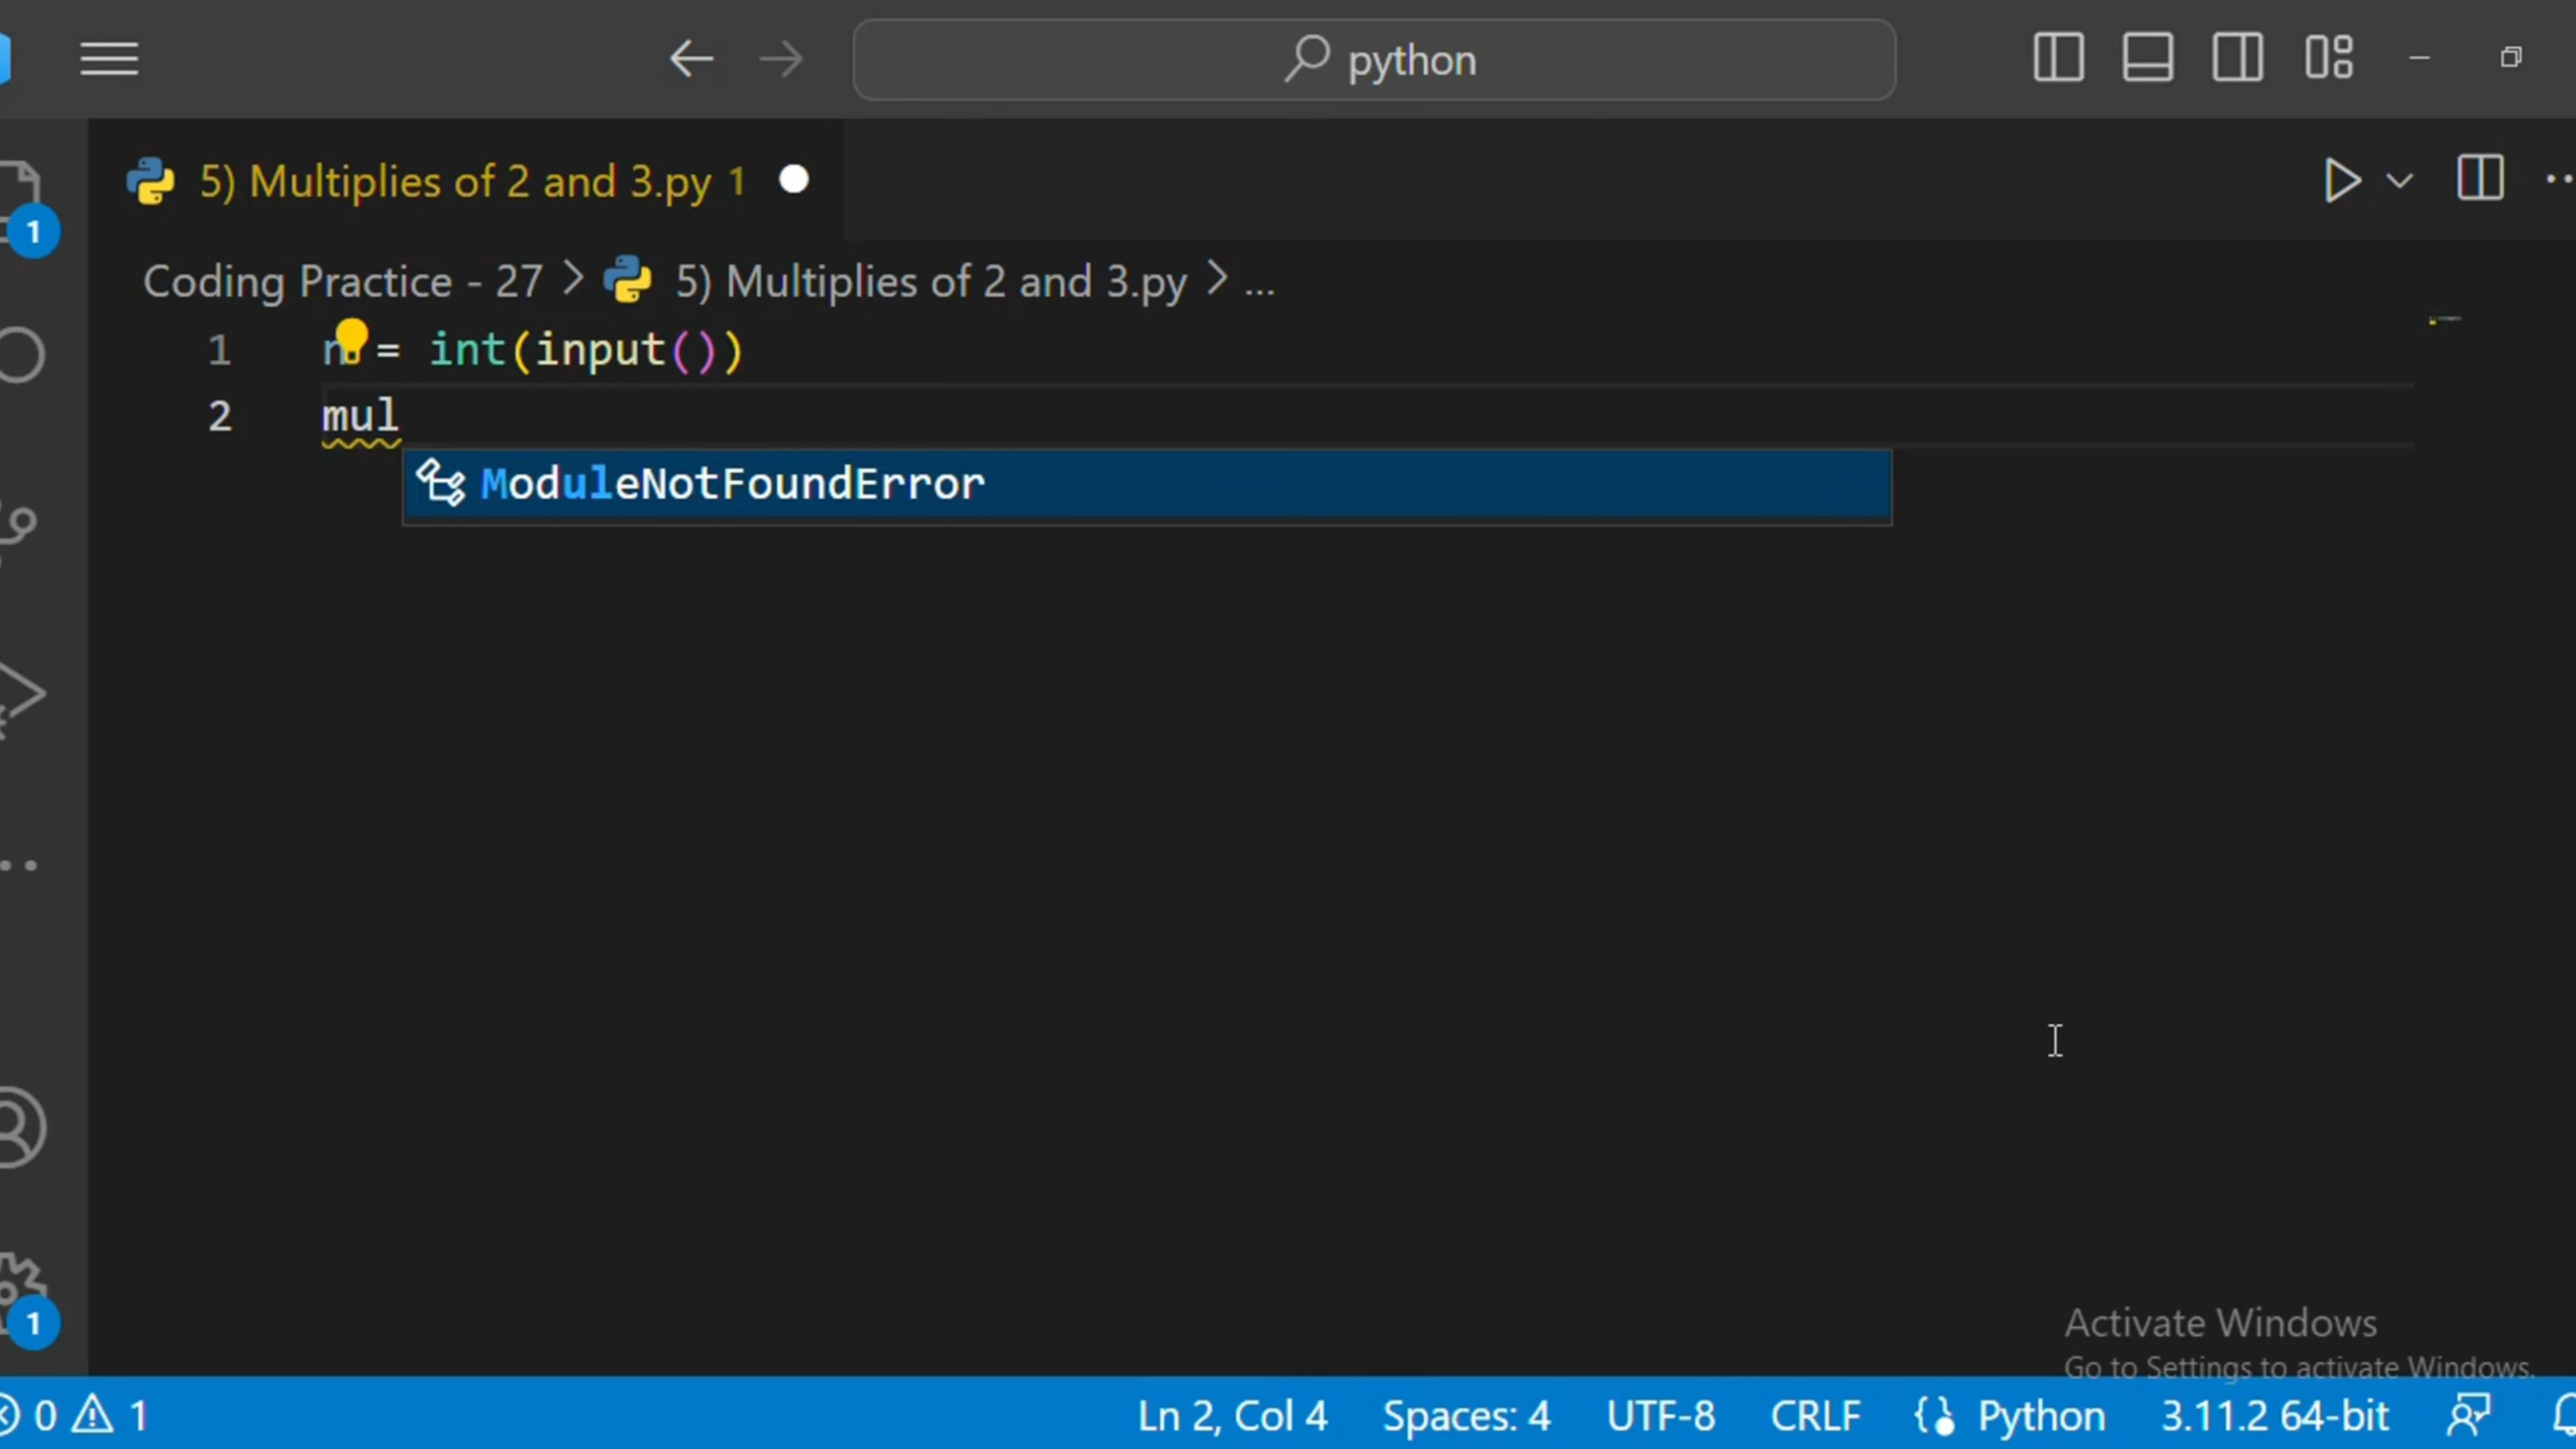 python
5) Multiplies of 2 and 3.py 1
1
Coding Practice - 27 > 5) Multiplies of 2 and 3.py > ...
1 n = int(input())
2 mul
ModuleNotFoundError
1
Activate Windows
Go to Settings to activate Windows.
0 1 Ln 2, Col 4 Spaces: 4 UTF-8 CRLF {} Python 3.11.2 64-bit